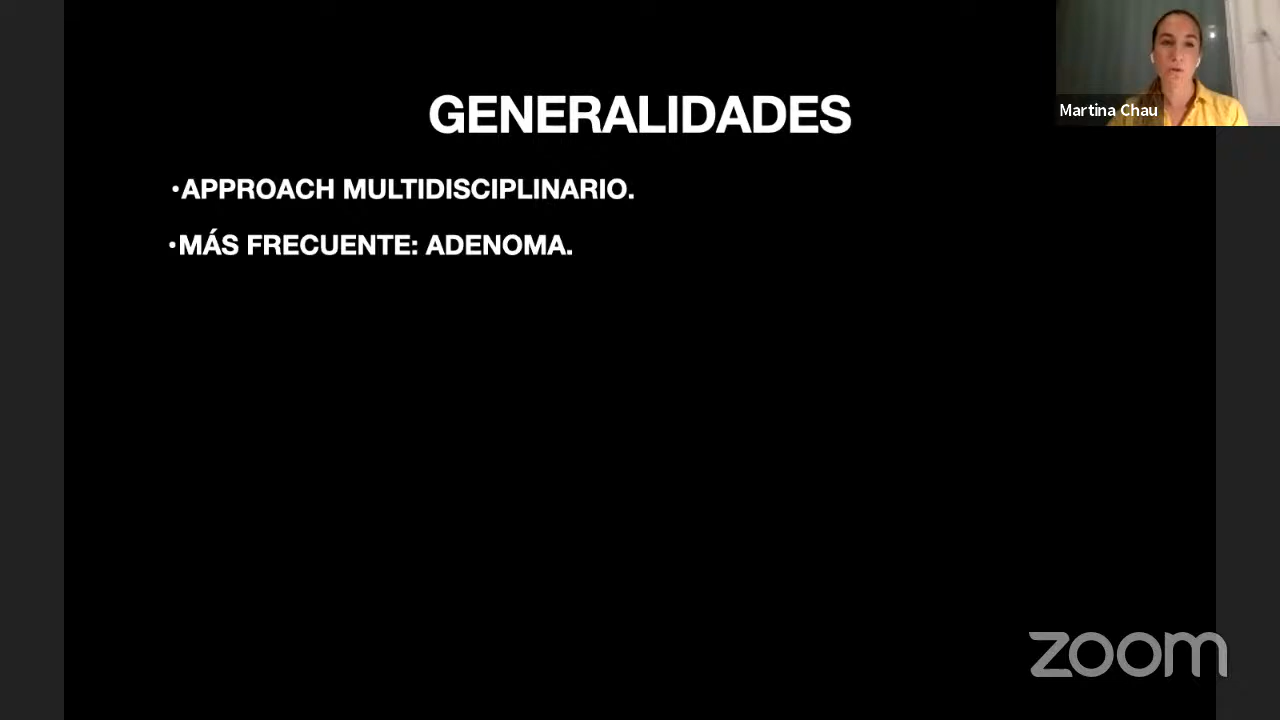 GENERALIDADES
•APPROACH MULTIDISCIPLINARIO.
•MÁS FRECUENTE: ADENOMA.
Martina Chau
zoom